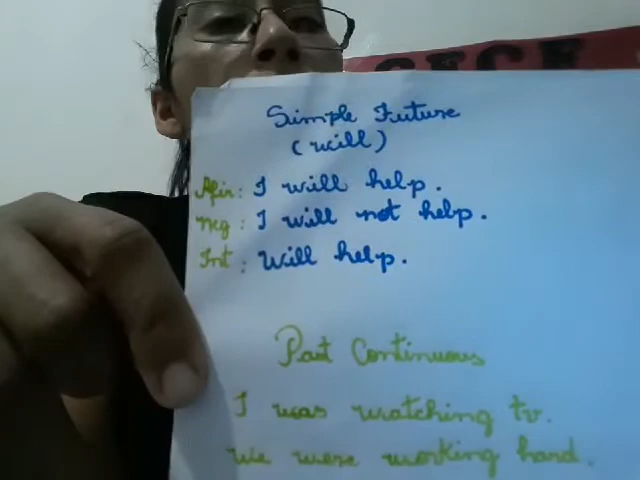 Simple Future
(will)
Afir: I will help.
Neg: I will not help.
Int: Will help.
Past Continuous
I was watching tv.
We were working hard.